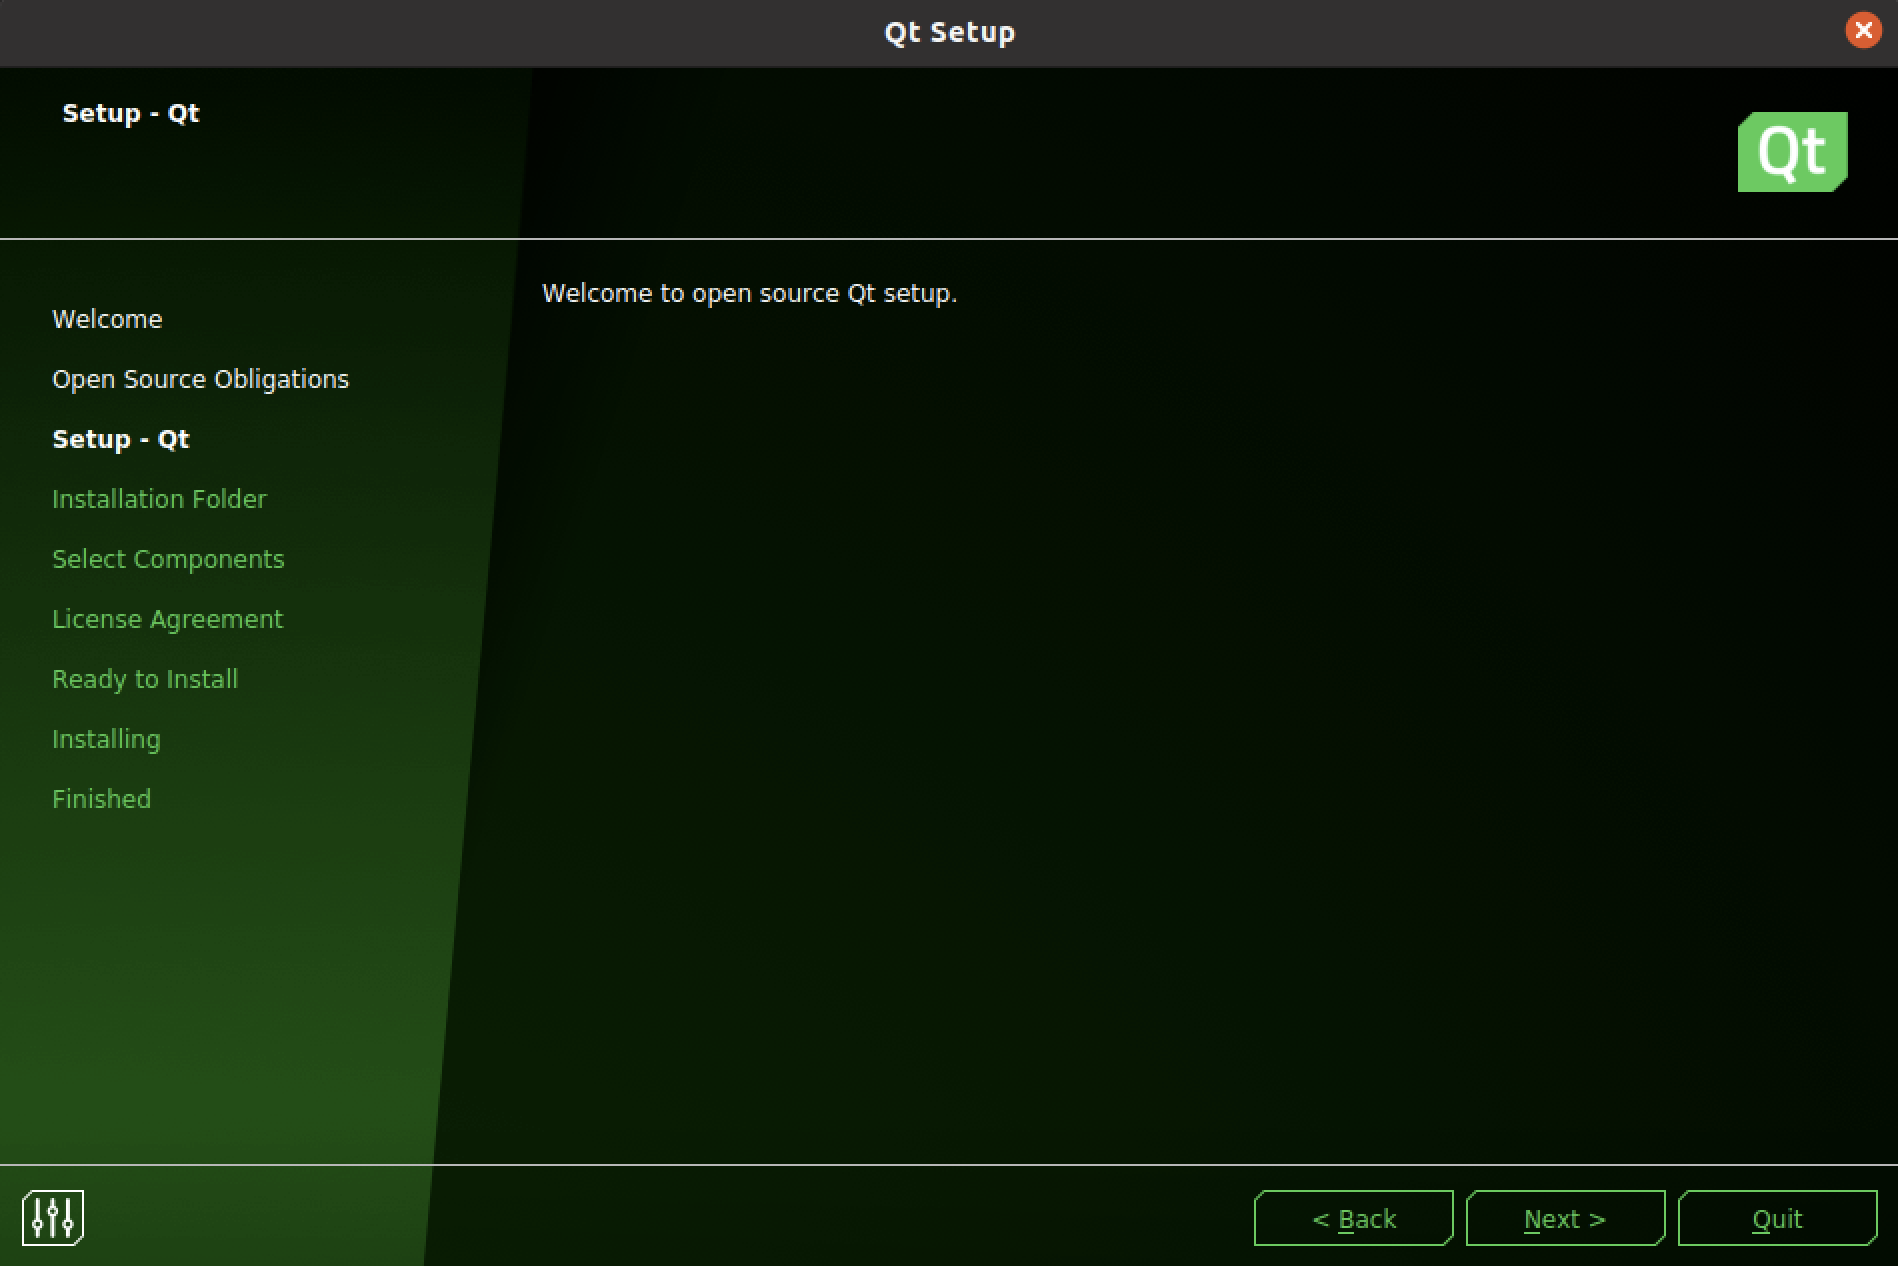 Qt Setup
Setup - Qt
Qt
Welcome
Open Source Obligations
Setup - Qt
Installation Folder
Select Components
License Agreement
Ready to Install
Installing
Finished
Welcome to open source Qt setup.
< Back
Next >
Quit